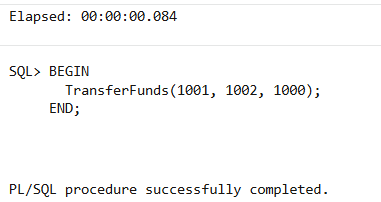 Elapsed: 00:00:00.084
SQL> BEGIN
TransferFunds(1001, 1002, 1000);
END;
PL/SQL procedure successfully completed.